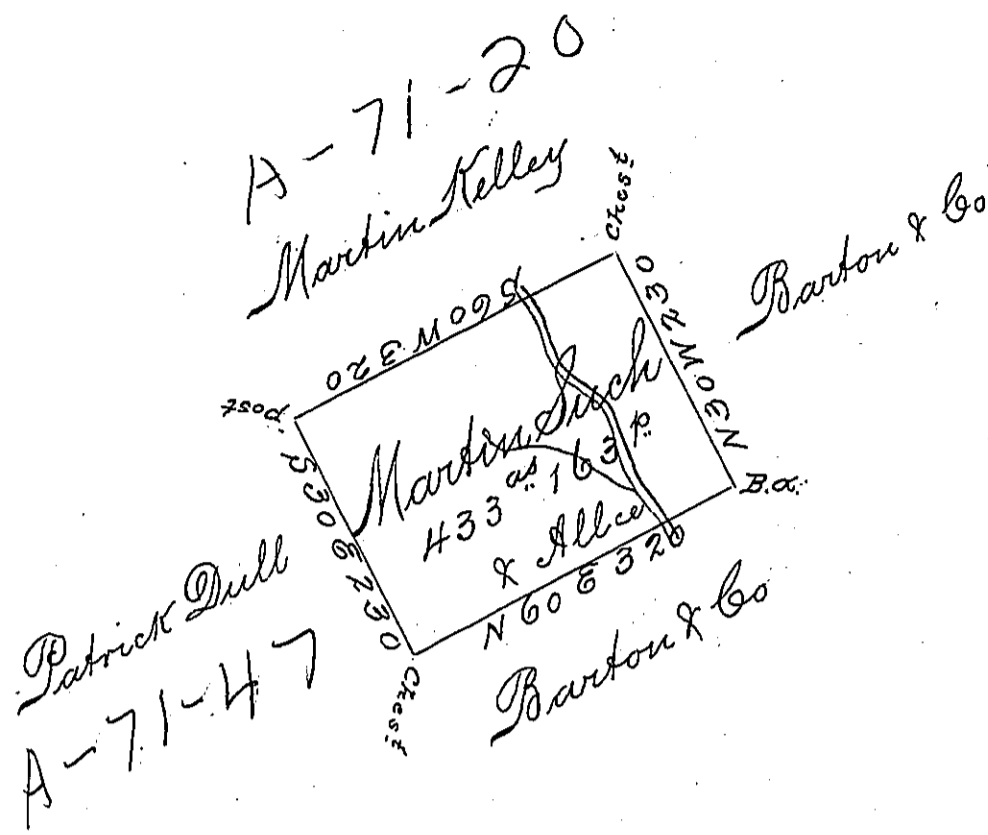 A-71-20
Martin Kelley
Chest
Barton & Co
S 60 W 320
N 30 W 230
post
Martin Such
433 as 163 p
& Allce
S 30 E 230
B.o.
N 60 E 320
Patrick Dull
A-71-47
Chest
Barton & Co